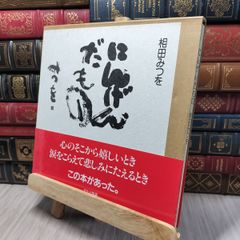 相田みつを
にんげん
だもの
みつを
心のそこから嬉しいとき
涙をこらえて悲しみにたえるとき
この本があった。